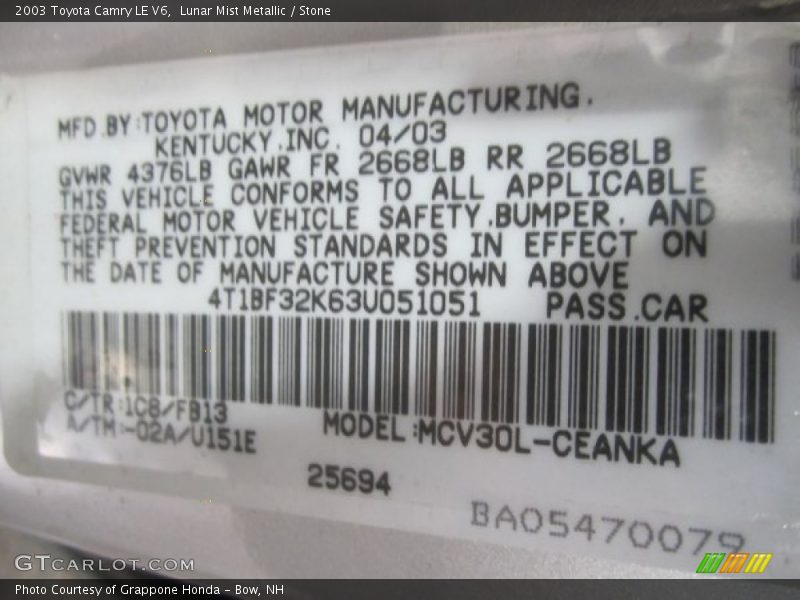 2003 Toyota Camry LE V6,  Lunar Mist Metallic / Stone
MFD.BY:TOYOTA MOTOR MANUFACTURING.
KENTUCKY.INC. 04/03
GVWR 4376LB GAWR FR 2668LB RR 2668LB
THIS VEHICLE CONFORMS TO ALL APPLICABLE
FEDERAL MOTOR VEHICLE SAFETY.BUMPER. AND
THEFT PREVENTION STANDARDS IN EFFECT ON
THE DATE OF MANUFACTURE SHOWN ABOVE
4T1BF32K63U051051 PASS.CAR
C/TR:1C8/FB13
A/TM:-02A/U151E
MODEL:MCV30L-CEANKA
25694
BA05470079
GTCARLOT.COM
Photo Courtesy of Grappone Honda - Bow, NH